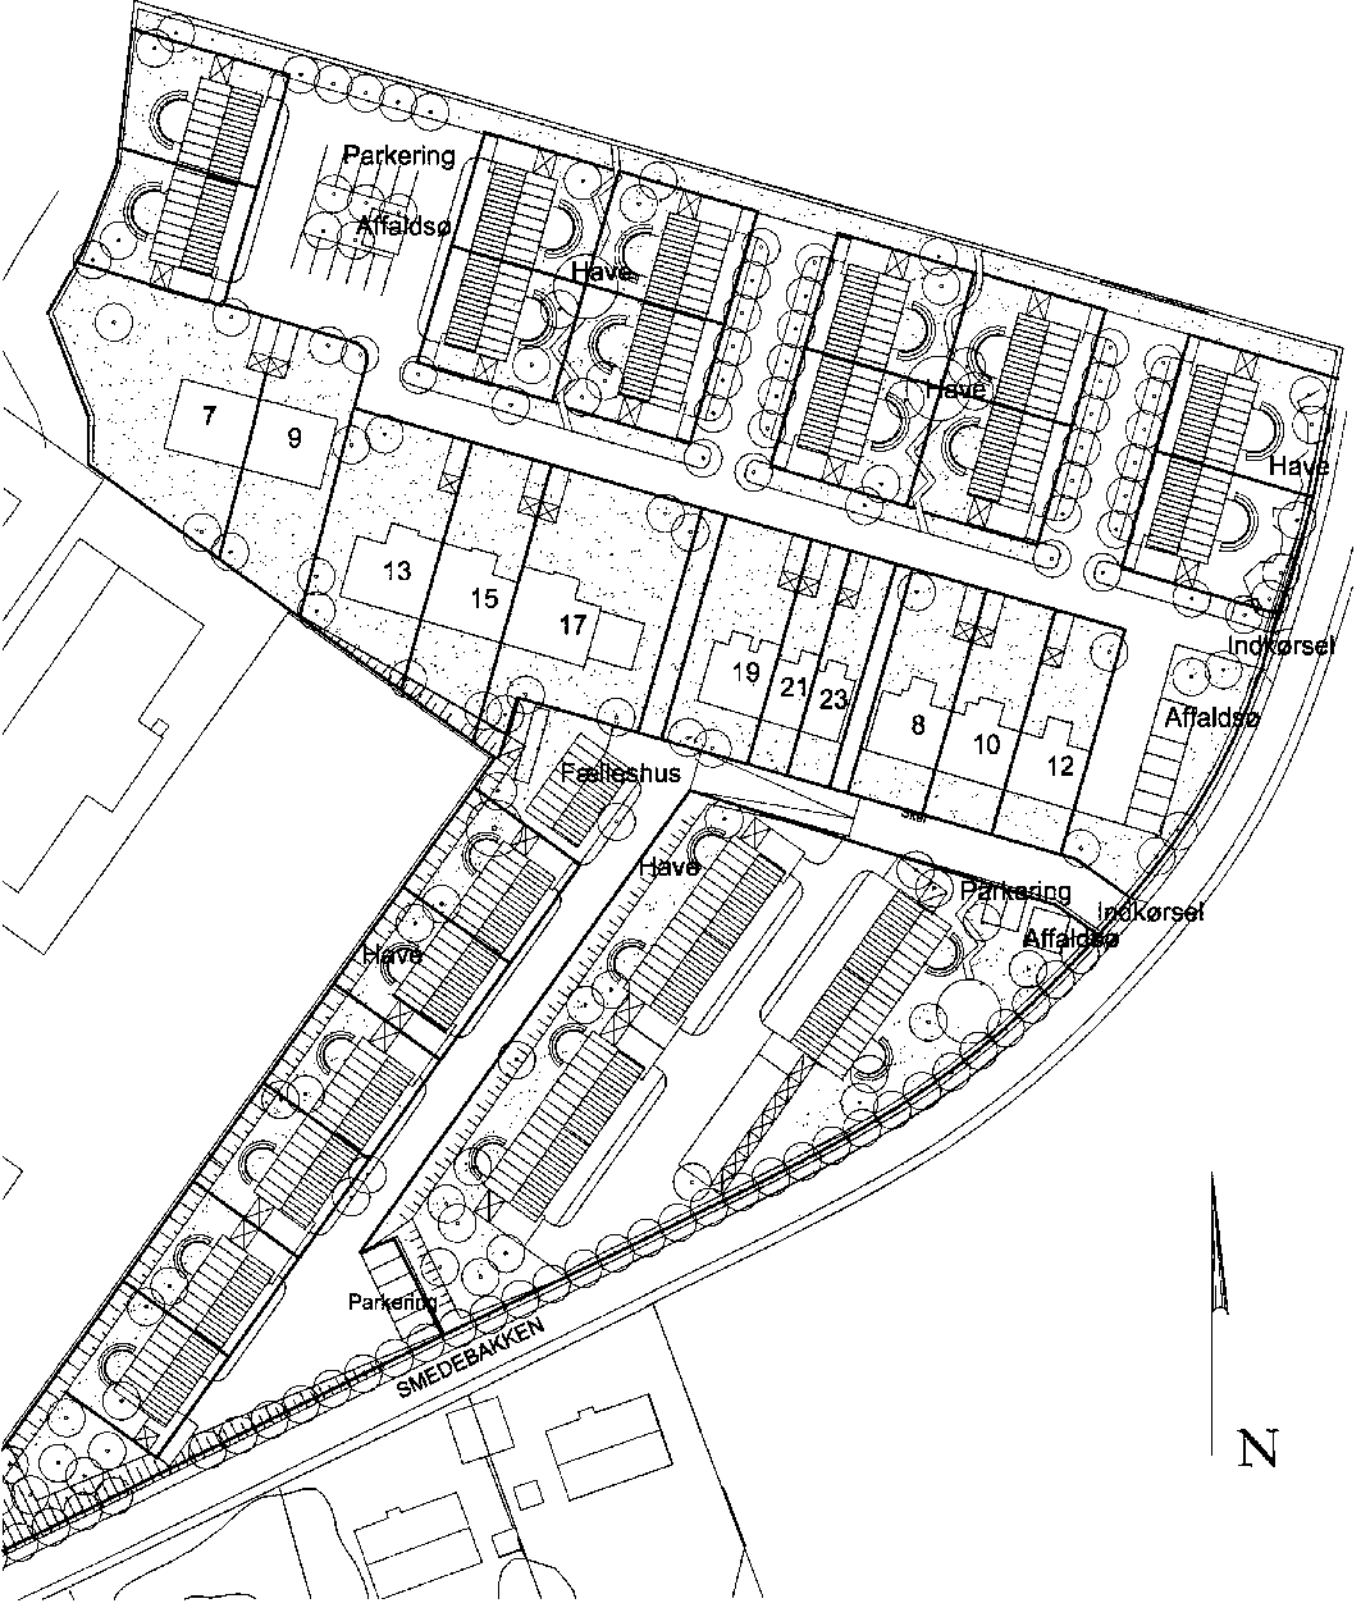 Parkering
Affaldsø
Have
Have
Have
7
9
13
15
17
19
21
23
8
10
12
Indkørsel
Affaldsø
Fælleshus
Skel
Have
Parkering
Indkørsel
Affaldsø
Have
Parkering
SMEDEBAKKEN
N